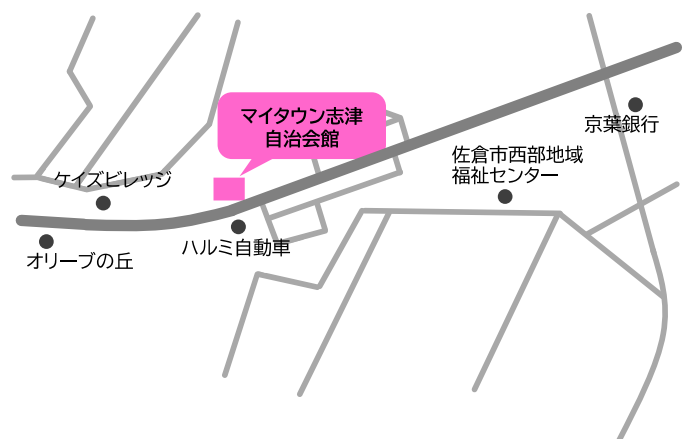 マイタウン志津
自治会館
京葉銀行
佐倉市西部地域
福祉センター
ケイズビレッジ
ハルミ自動車
オリーブの丘